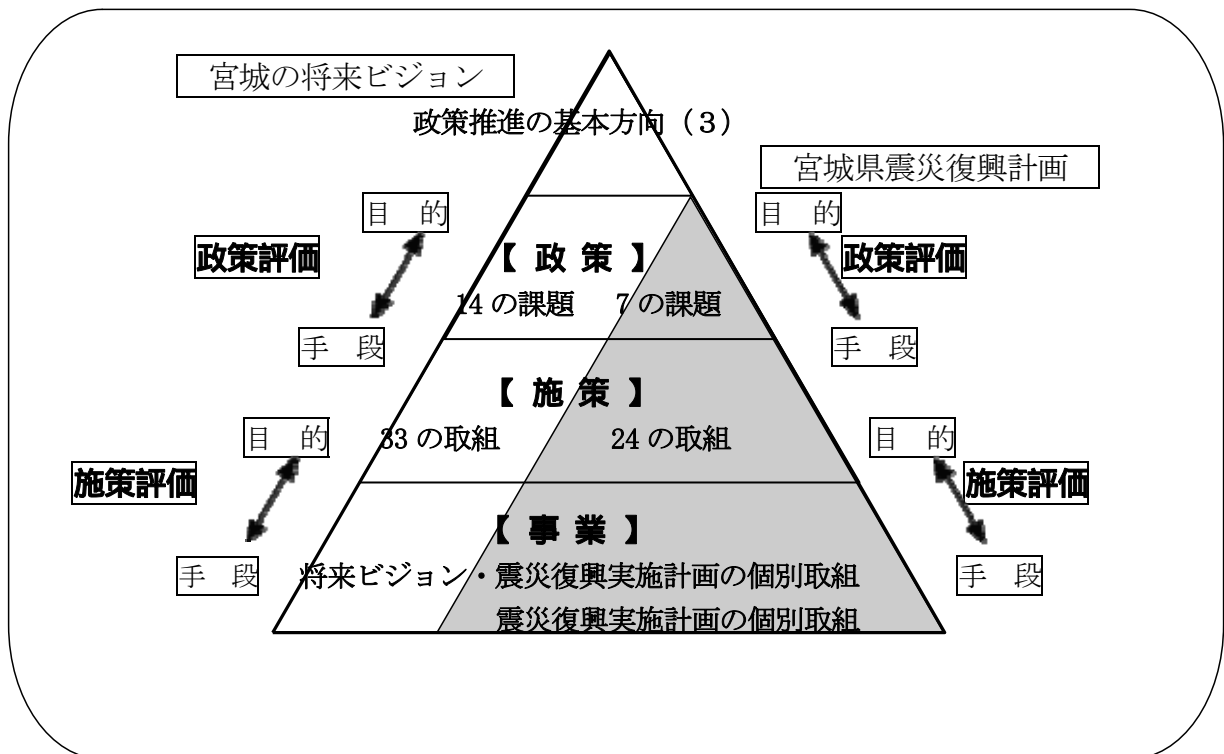 宮城の将来ビジョン
政策推進の基本方向（3）
宮城県震災復興計画
目　的
目　的
政策評価
【 政 策 】
政策評価
14 の課題　7 の課題
手　段
手　段
【 施 策 】
目　的
33 の取組
24 の取組
目　的
施策評価
施策評価
【 事 業 】
手　段
将来ビジョン・震災復興実施計画の個別取組
手　段
震災復興実施計画の個別取組